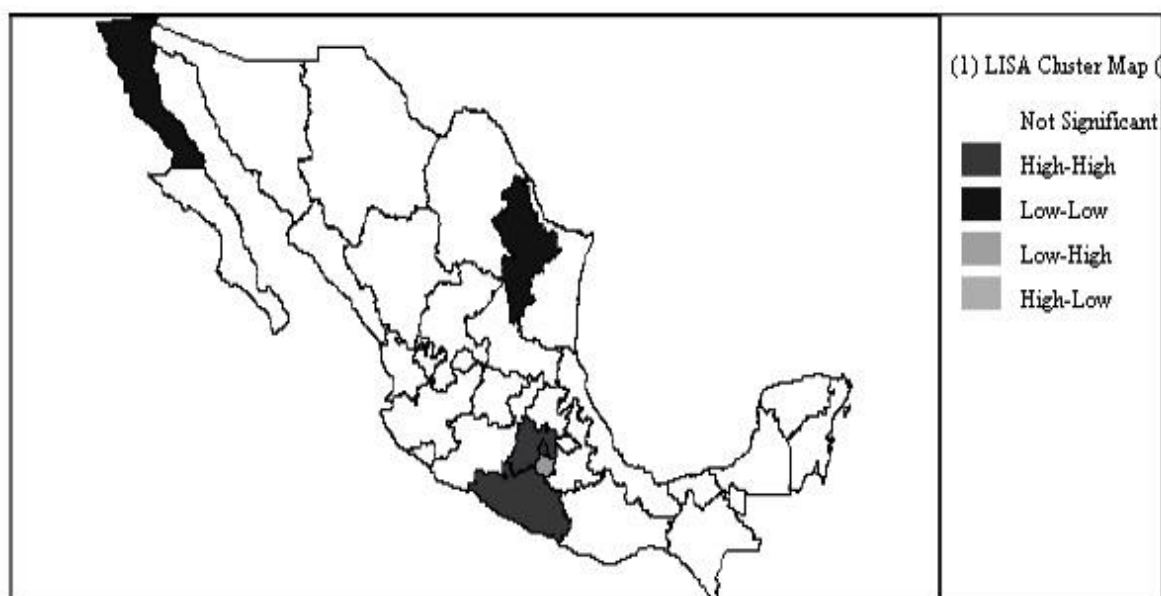 (1) LISA Cluster Map (
Not Significant
High-High
Low-Low
Low-High
High-Low